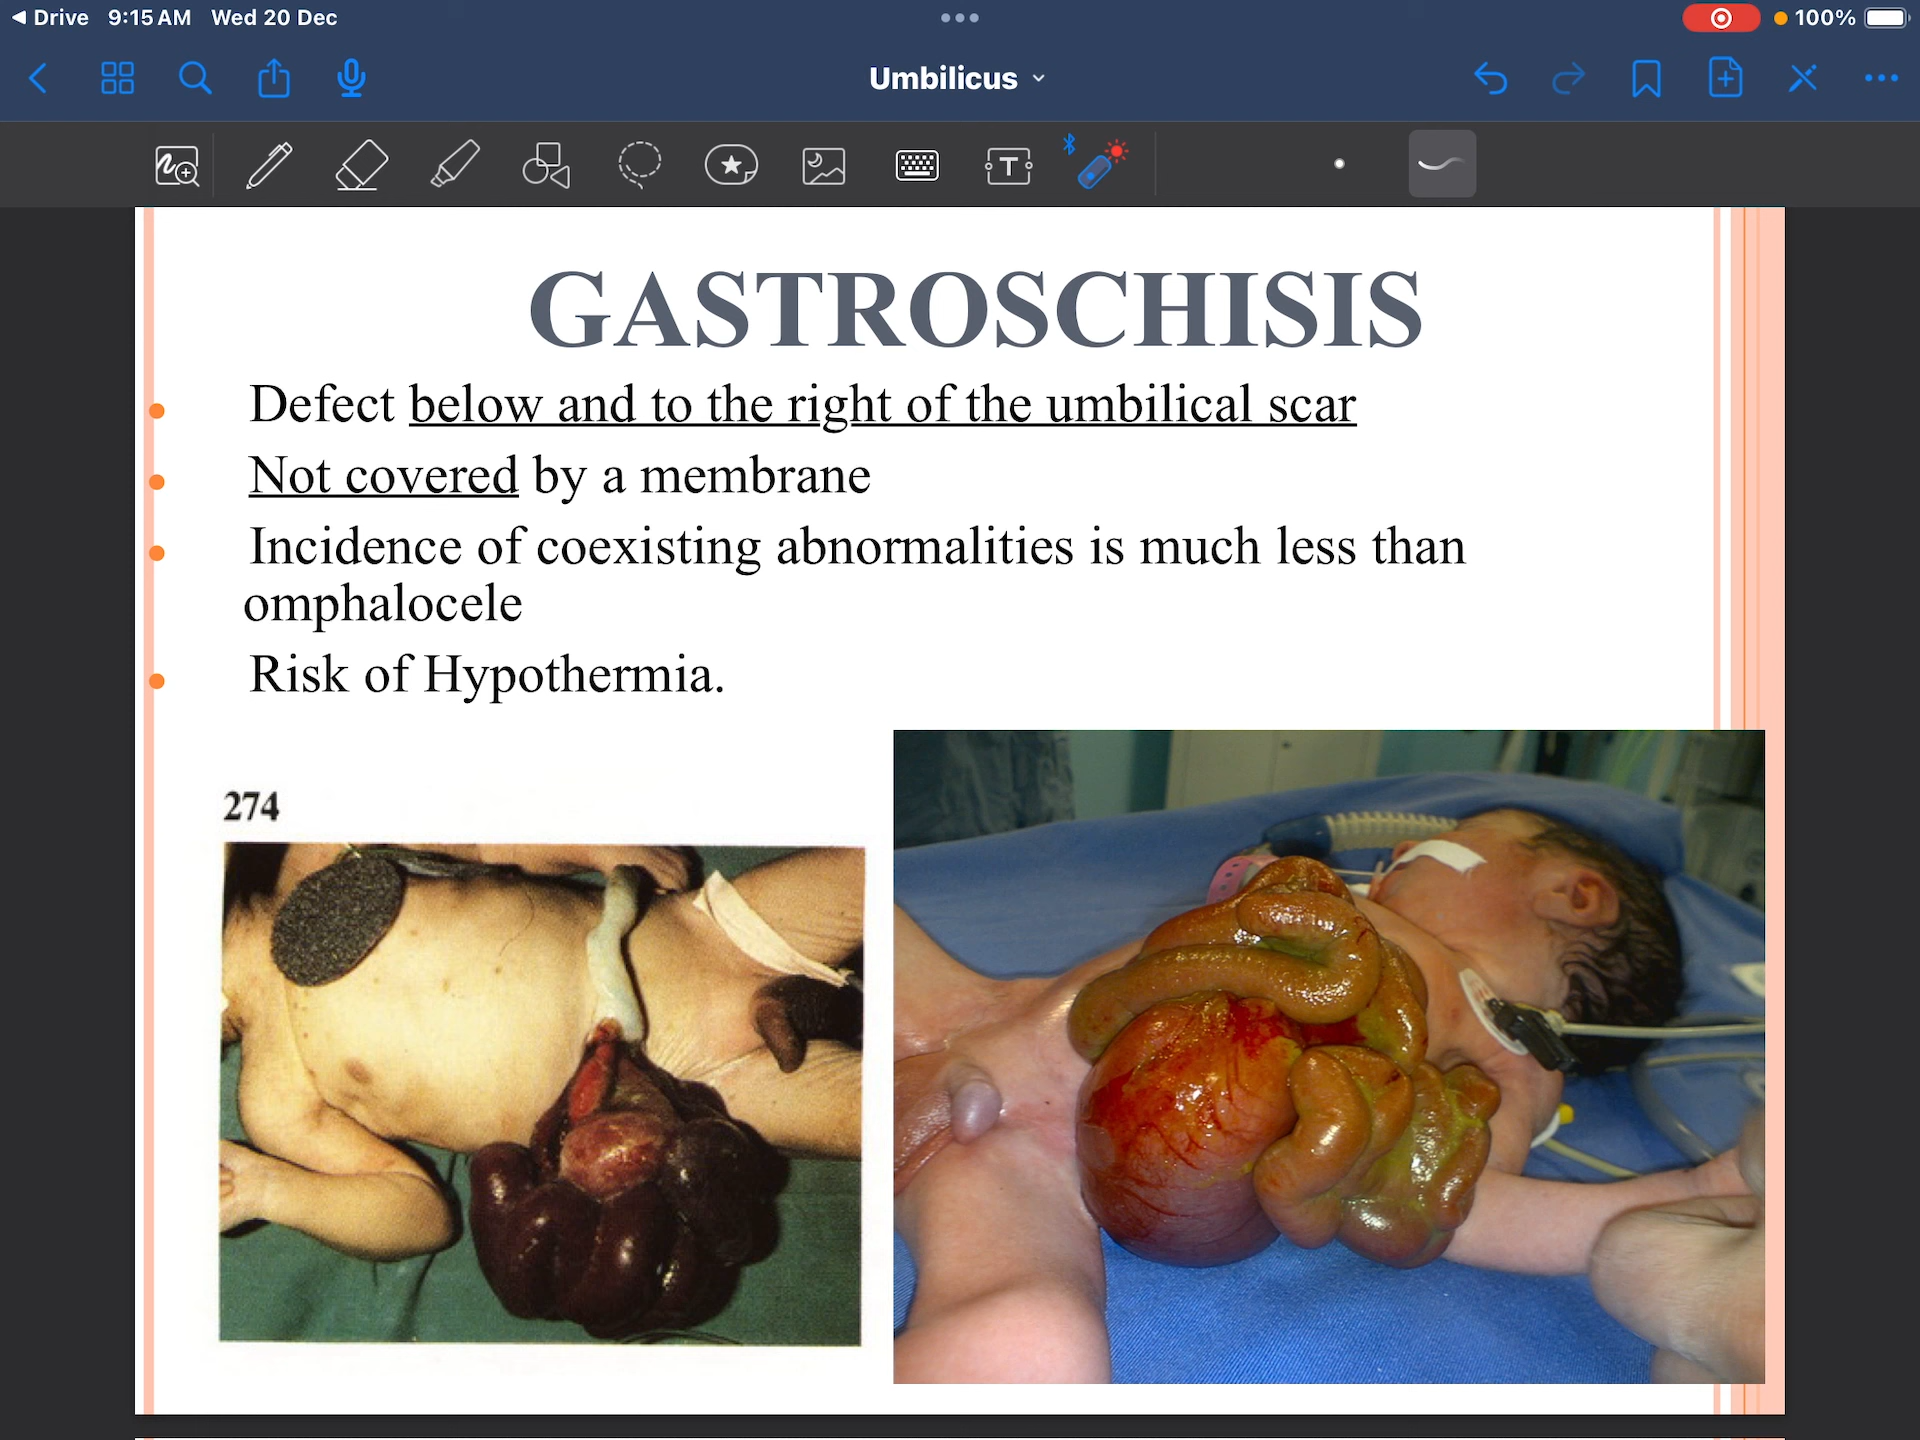 Drive 9:15 AM Wed 20 Dec
100%
Umbilicus
T
GASTROSCHISIS
Defect below and to the right of the umbilical scar
Not covered by a membrane
Incidence of coexisting abnormalities is much less than
omphalocele
Risk of Hypothermia.
274